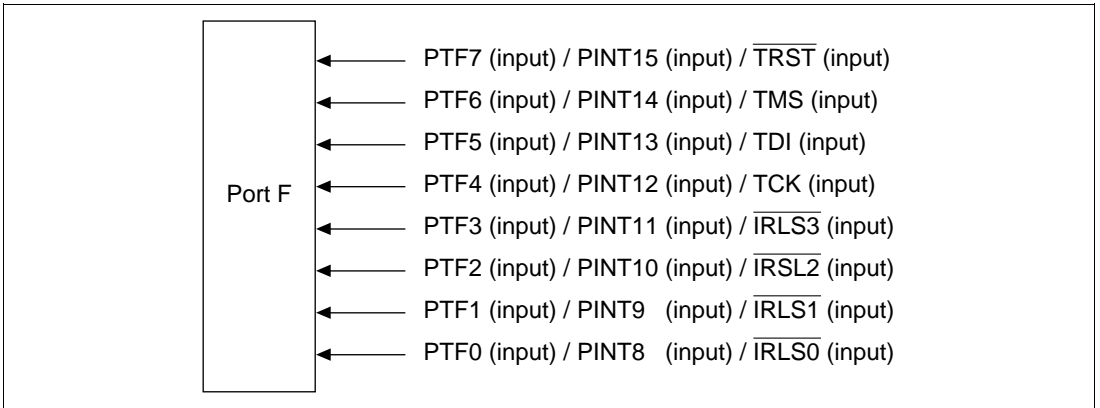 Port F
PTF7 (input) / PINT15 (input) / TRST (input)
PTF6 (input) / PINT14 (input) / TMS (input)
PTF5 (input) / PINT13 (input) / TDI (input)
PTF4 (input) / PINT12 (input) / TCK (input)
PTF3 (input) / PINT11 (input) / IRLS3 (input)
PTF2 (input) / PINT10 (input) / IRSL2 (input)
PTF1 (input) / PINT9 (input) / IRLS1 (input)
PTF0 (input) / PINT8 (input) / IRLS0 (input)